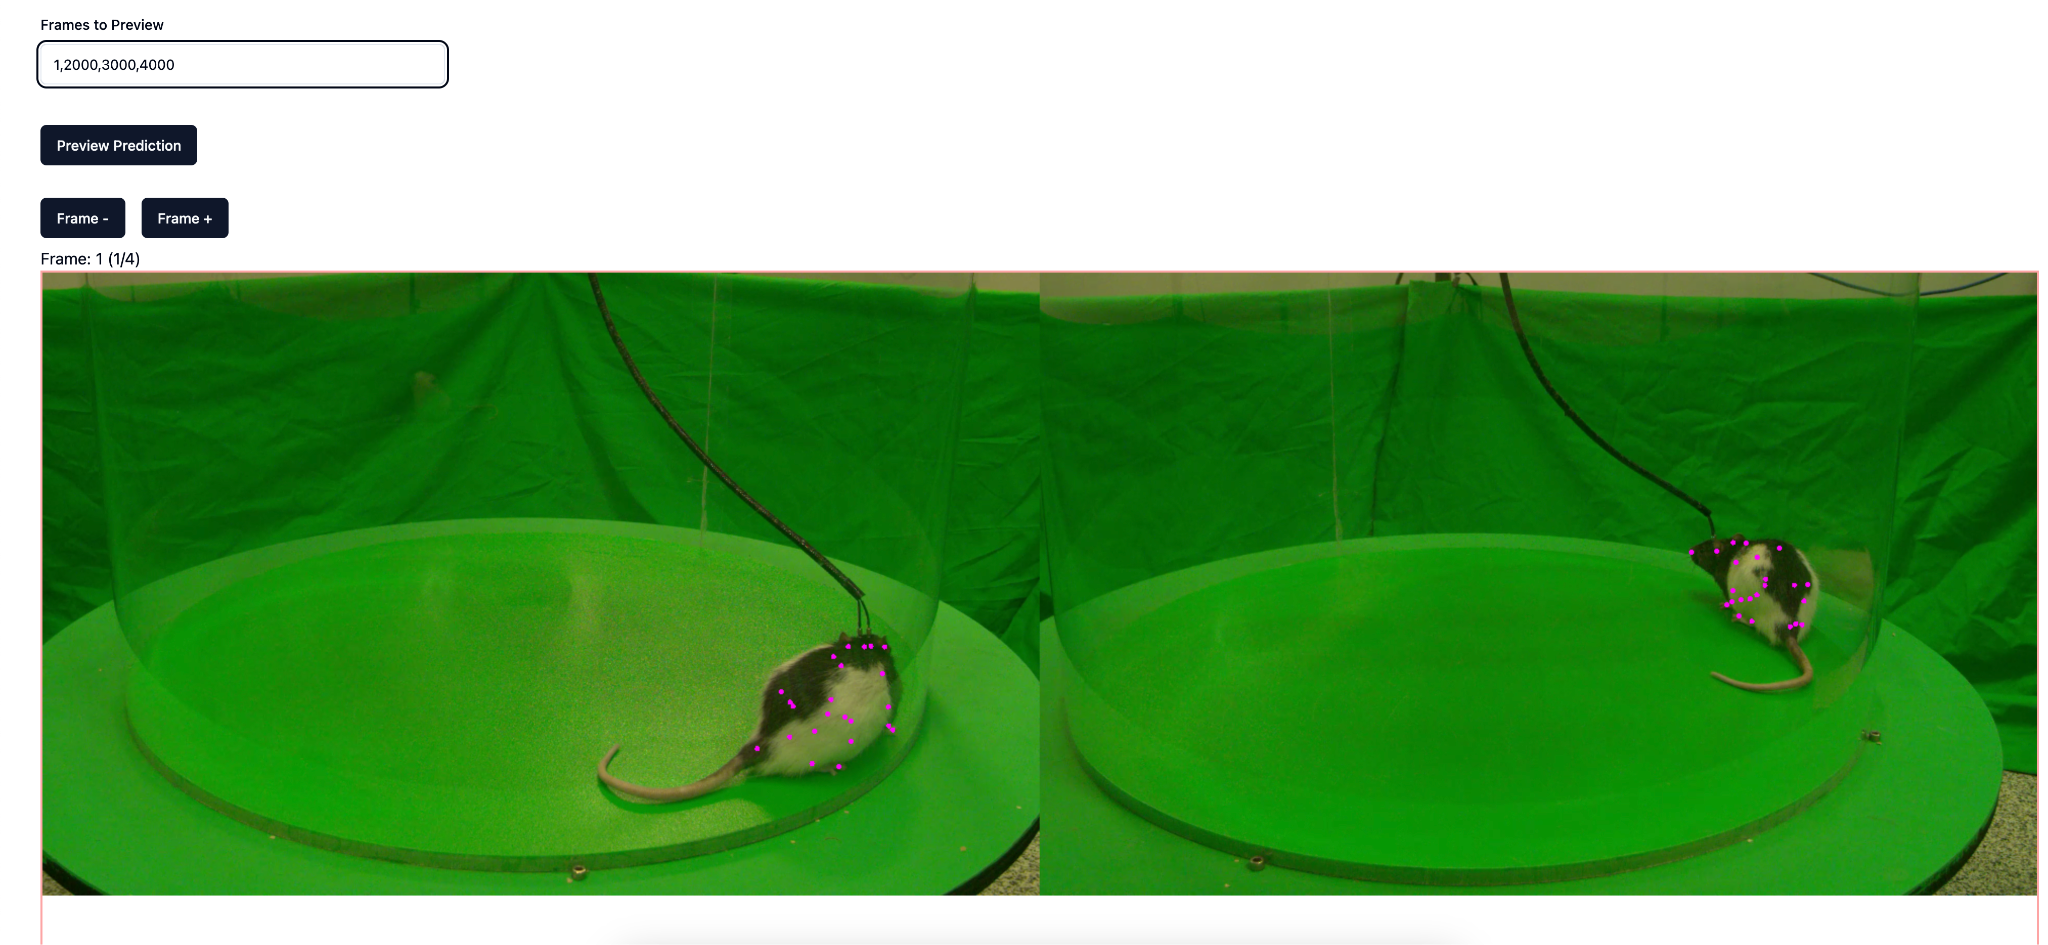 Frames to Preview
1,2000,3000,4000
Preview Prediction
Frame -
Frame +
Frame: 1 (1/4)